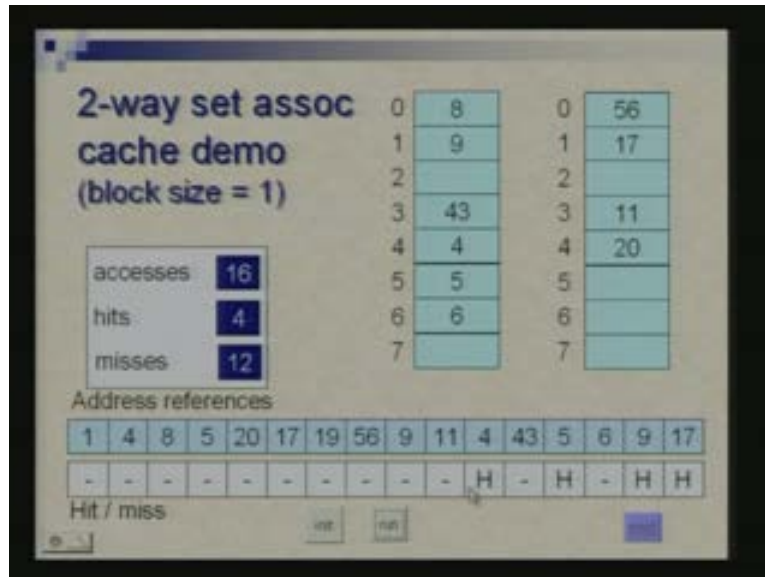 2-way set assoc
cache demo
(block size = 1)
0 8 0 56
1 9 1 17
2 2
3 43 3 11
4 4 4 20
5 5 5
6 6 6
7 7
accesses 16
hits 4
misses 12
Address references
1 4 8 5 20 17 19 56 9 11 4 43 5 6 9 17
- - - - - - - - - - H - H - H H
Hit / miss
init